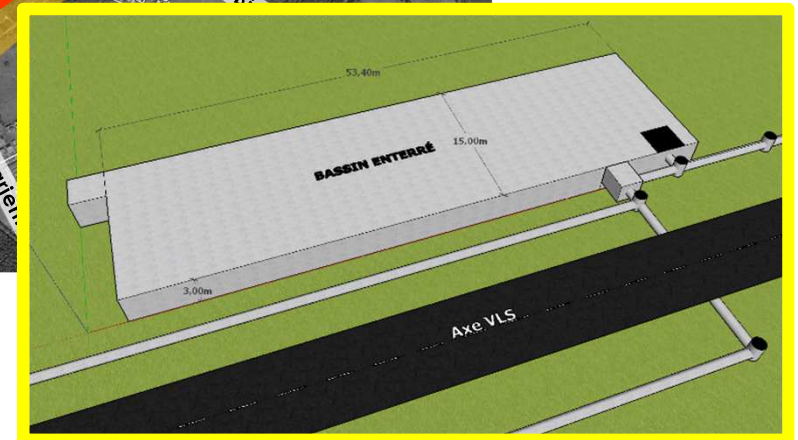 53,40m
15,00m
BASSIN ENTERRÉ
3,00m
Axe VLS